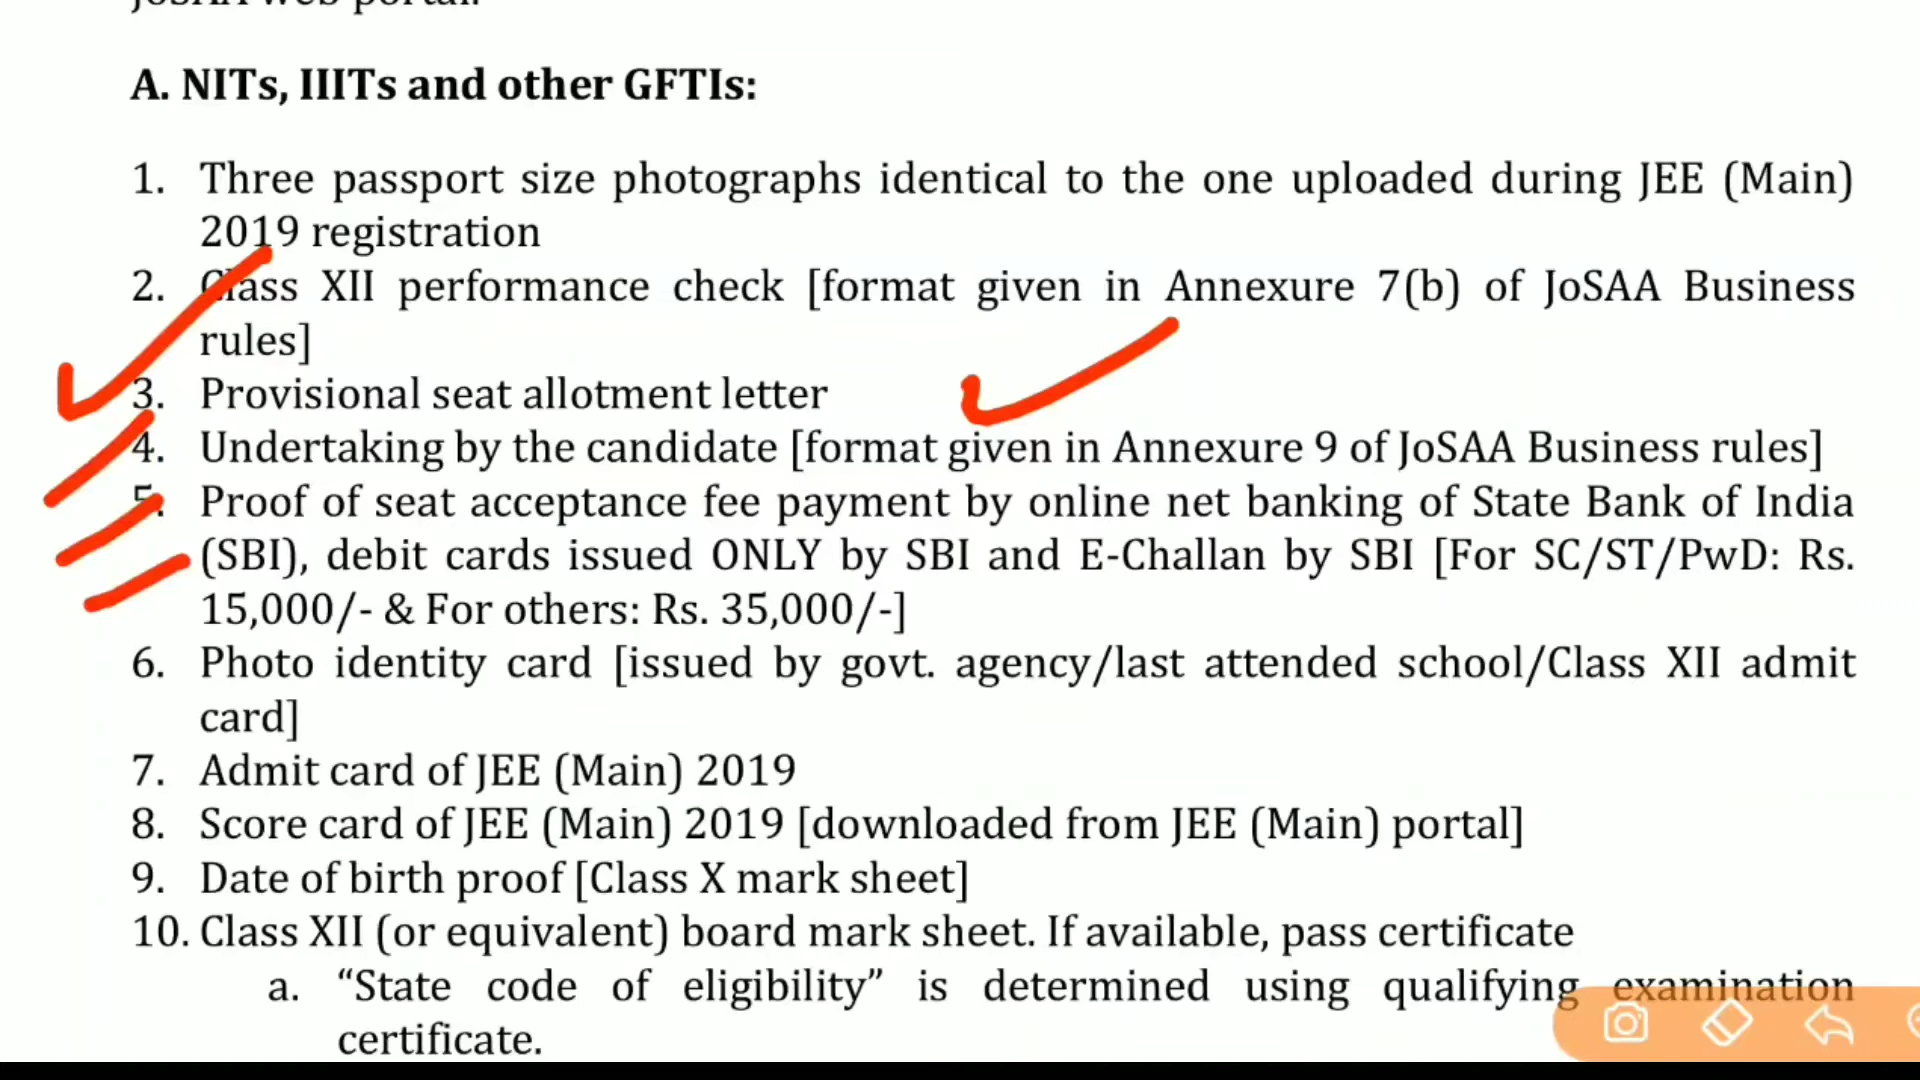 JoSAA web portal.
A. NITs, IIITs and other GFTIs:
1. Three passport size photographs identical to the one uploaded during JEE (Main)
2019 registration
2. Class XII performance check [format given in Annexure 7(b) of JoSAA Business
rules]
3. Provisional seat allotment letter
4. Undertaking by the candidate [format given in Annexure 9 of JoSAA Business rules]
5. Proof of seat acceptance fee payment by online net banking of State Bank of India
(SBI), debit cards issued ONLY by SBI and E-Challan by SBI [For SC/ST/PwD: Rs.
15,000/- & For others: Rs. 35,000/-]
6. Photo identity card [issued by govt. agency/last attended school/Class XII admit
card]
7. Admit card of JEE (Main) 2019
8. Score card of JEE (Main) 2019 [downloaded from JEE (Main) portal]
9. Date of birth proof [Class X mark sheet]
10. Class XII (or equivalent) board mark sheet. If available, pass certificate
a. “State code of eligibility” is determined using qualifying examination
certificate.